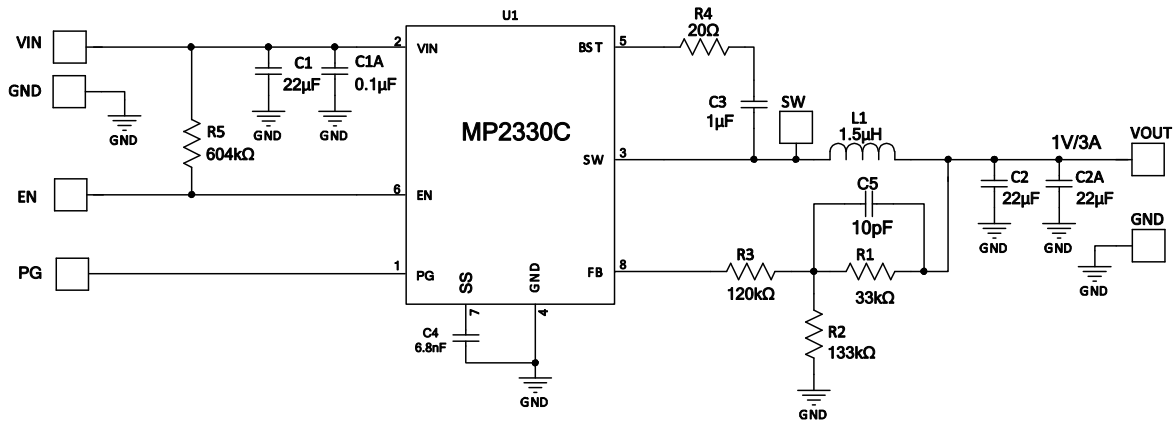 U1
MP2330C
VIN
GND
EN
PG
GND
R5
604kΩ
C1
22µF
GND
C1A
0.1µF
GND
2
VIN
6
EN
1
PG
SS
7
GND
4
C4
6.8nF
GND
BST
5
SW
3
FB
8
R4
20Ω
C3
1µF
SW
L1
1.5µH
C5
10pF
R3
120kΩ
R1
33kΩ
R2
133kΩ
GND
1V/3A
VOUT
C2
22µF
GND
C2A
22µF
GND
GND
GND